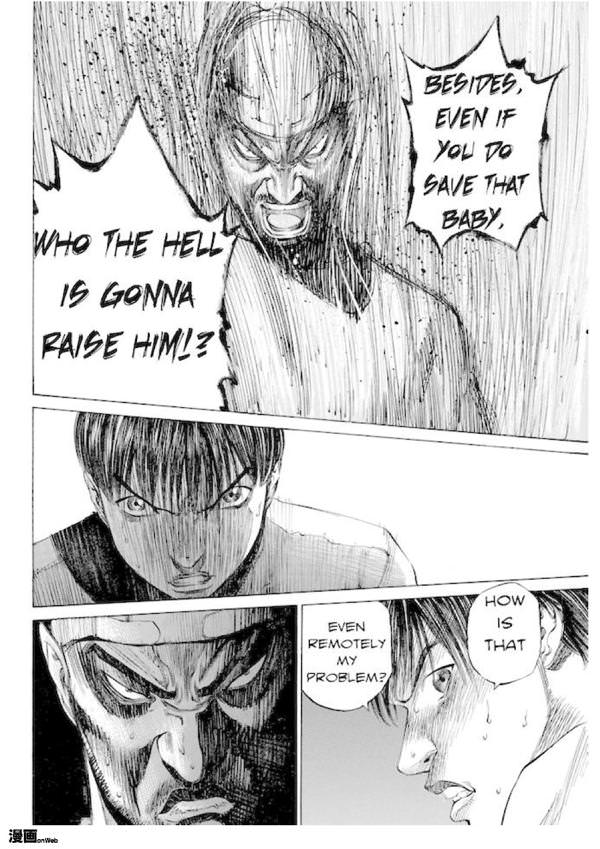 BESIDES,
EVEN IF
YOU DO
SAVE THAT
BABY,
WHO THE HELL
IS GONNA
RAISE HIM!?
HOW
IS
THAT
EVEN
REMOTELY
MY
PROBLEM?
漫画onWeb